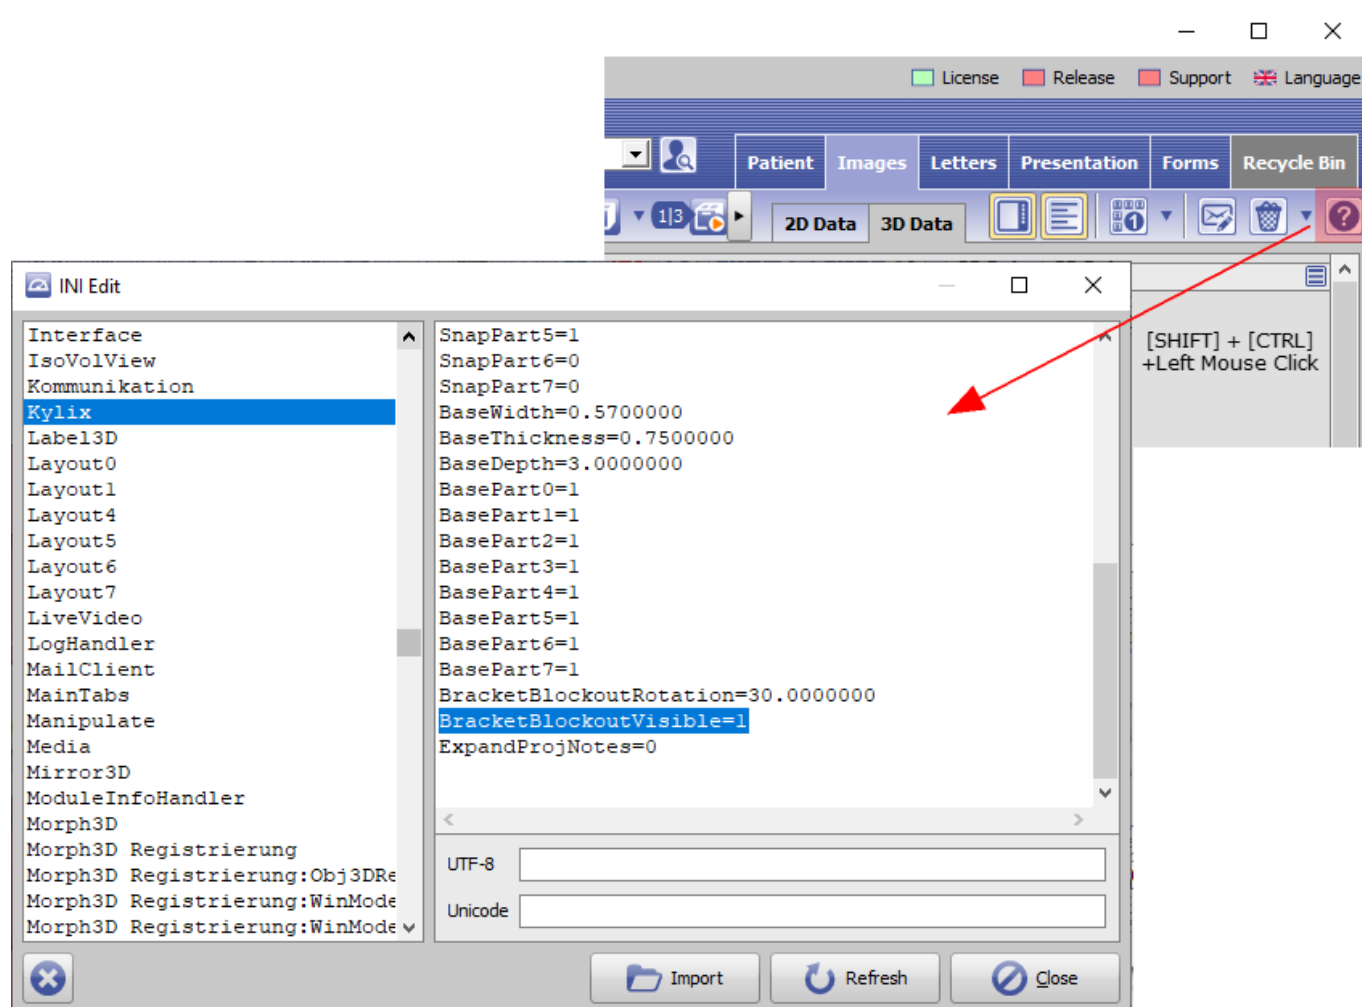 License Release Support Language
Patient Images Letters Presentation Forms Recycle Bin
1|3
2D Data 3D Data
1
?
INI Edit
[SHIFT] + [CTRL]
+Left Mouse Click
Interface
IsoVolView
Kommunikation
Kylix
Label3D
Layout0
Layout1
Layout4
Layout5
Layout6
Layout7
LiveVideo
LogHandler
MailClient
MainTabs
Manipulate
Media
Mirror3D
ModuleInfoHandler
Morph3D
Morph3D Registrierung
Morph3D Registrierung:Obj3DRe
Morph3D Registrierung:WinMode
Morph3D Registrierung:WinMode
SnapPart5=1
SnapPart6=0
SnapPart7=0
BaseWidth=0.5700000
BaseThickness=0.7500000
BaseDepth=3.0000000
BasePart0=1
BasePart1=1
BasePart2=1
BasePart3=1
BasePart4=1
BasePart5=1
BasePart6=1
BasePart7=1
BracketBlockoutRotation=30.0000000
BracketBlockoutVisible=1
ExpandProjNotes=0
UTF-8
Unicode
Import Refresh Close